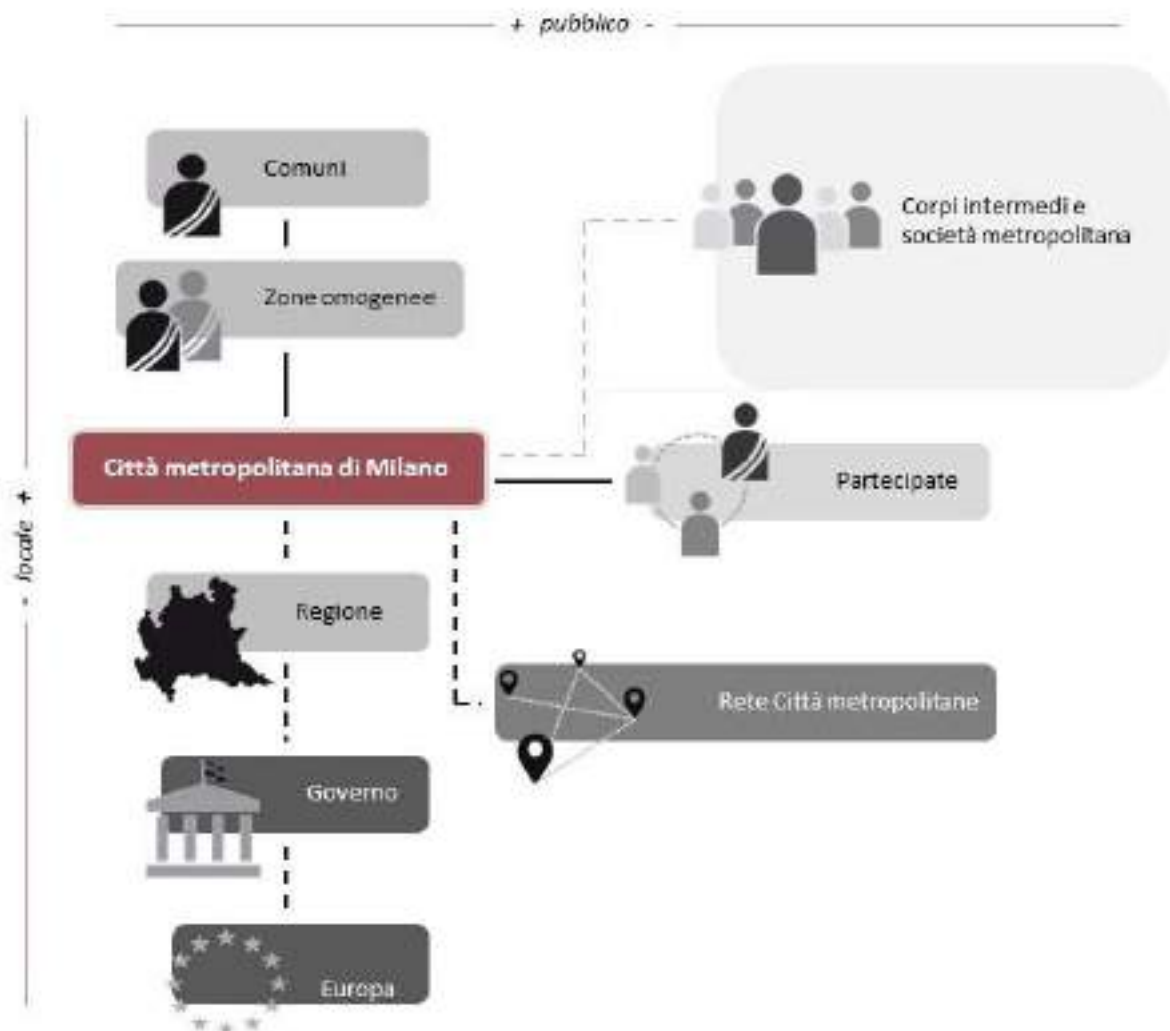 + pubblico -
Comuni
Corpi intermedi e
società metropolitana
Zone omogenee
Città metropolitana di Milano
Partecipate
- locale +
Regione
Rete Città metropolitane
Governo
Europa